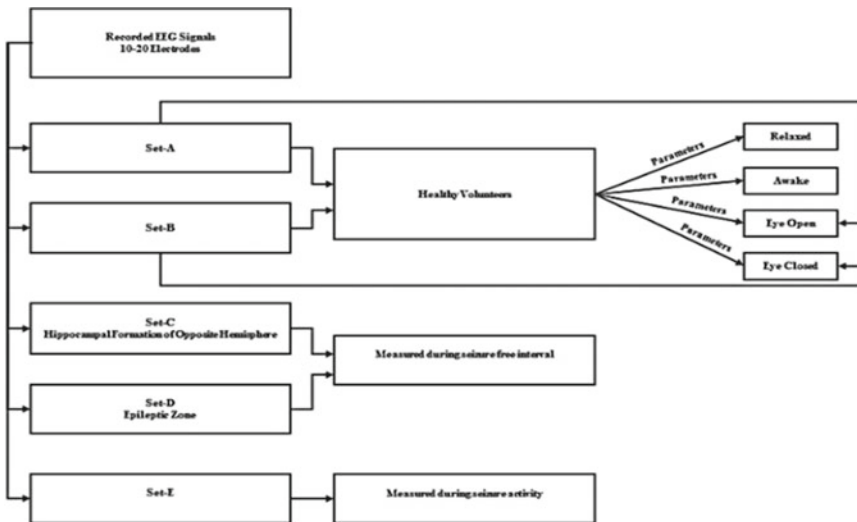 Recorded EEG Signals
10-20 Electrodes
Set-A
Set-B
Healthy Volunteers
Parameters
Parameters
Parameters
Parameters
Relaxed
Awake
Eye Open
Eye Closed
Set-C
Hippocampal Formation of Opposite Hemisphere
Set-D
Epileptic Zone
Measured during seizure free interval
Set-E
Measured during seizure activity